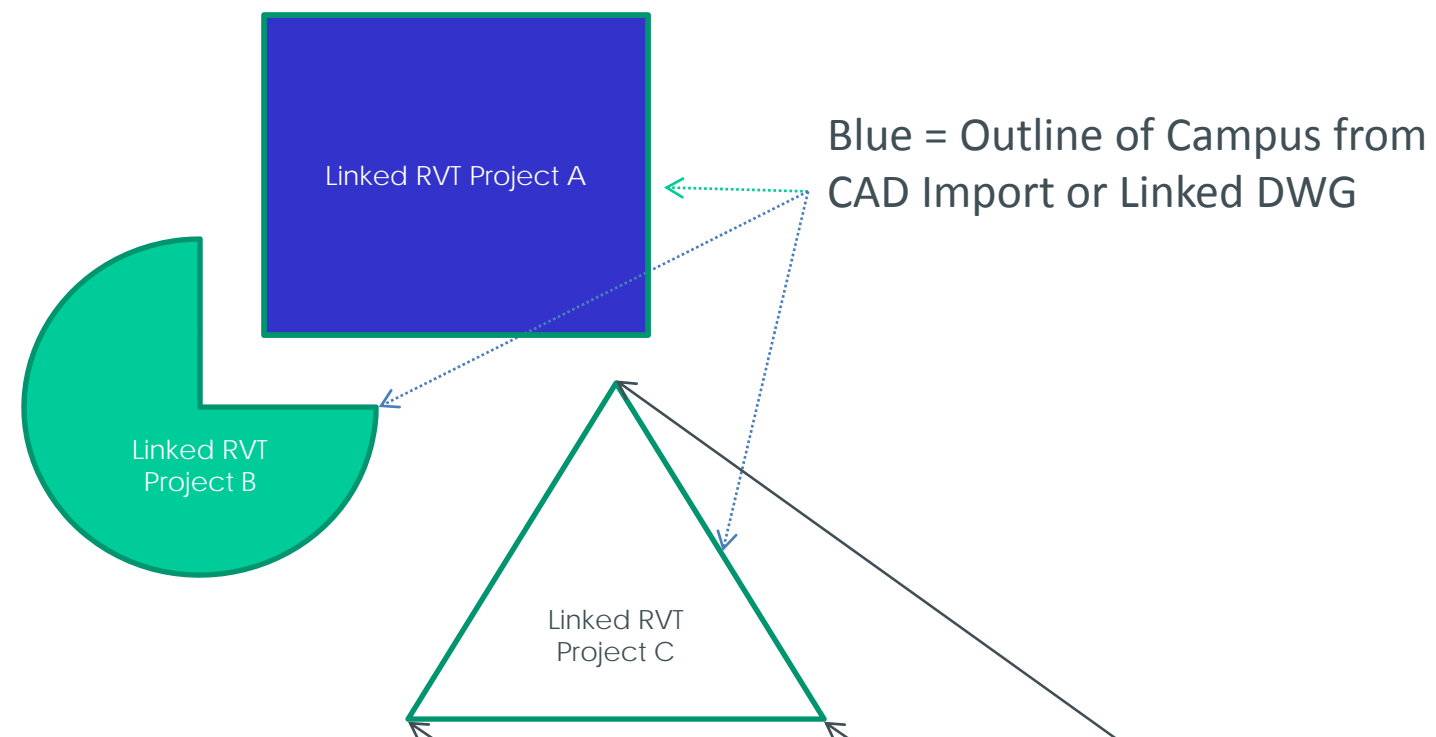 Linked RVT Project A
Blue = Outline of Campus from
CAD Import or Linked DWG
Linked RVT
Project B
Linked RVT
Project C